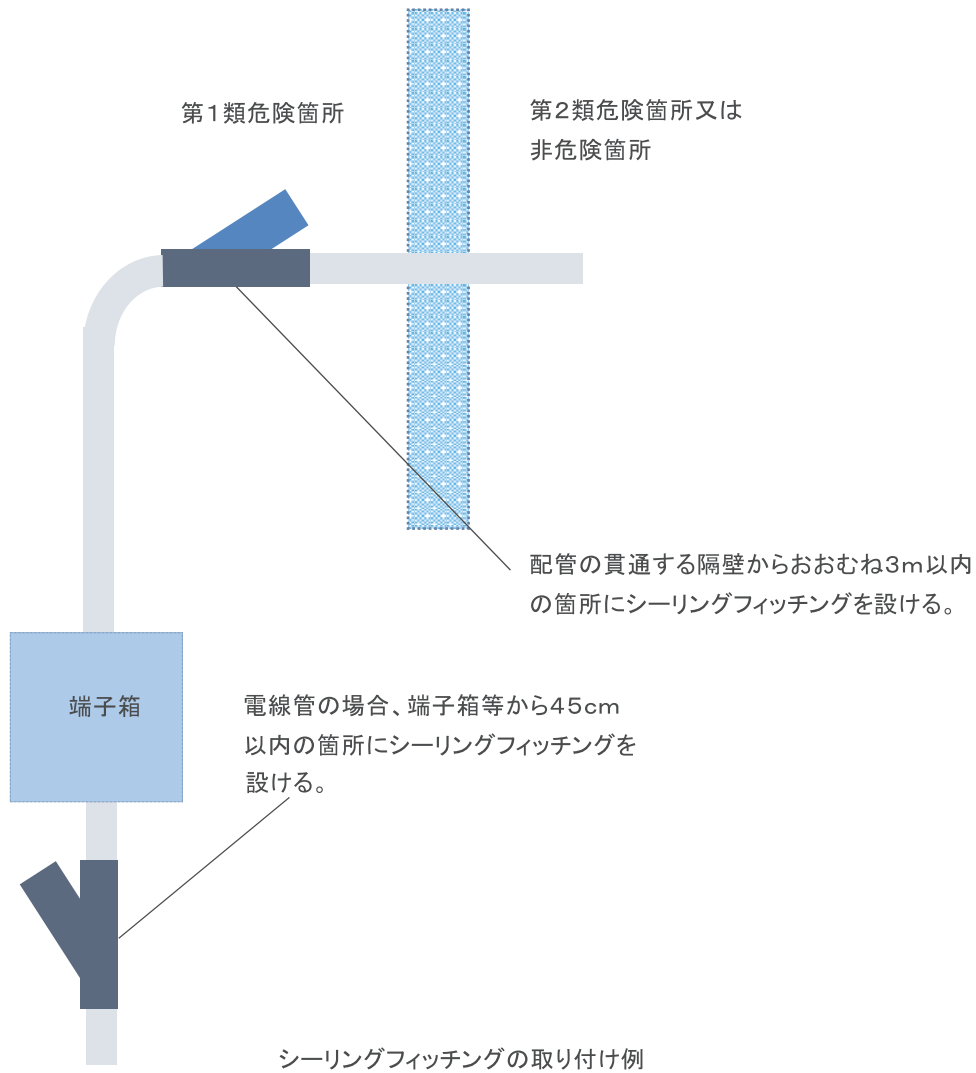 第1類危険箇所
第2類危険箇所又は
非危険箇所
配管の貫通する隔壁からおおむね3m以内
の箇所にシーリングフィッチングを設ける。
端子箱
電線管の場合、端子箱等から45cm
以内の箇所にシーリングフィッチングを
設ける。
シーリングフィッチングの取り付け例